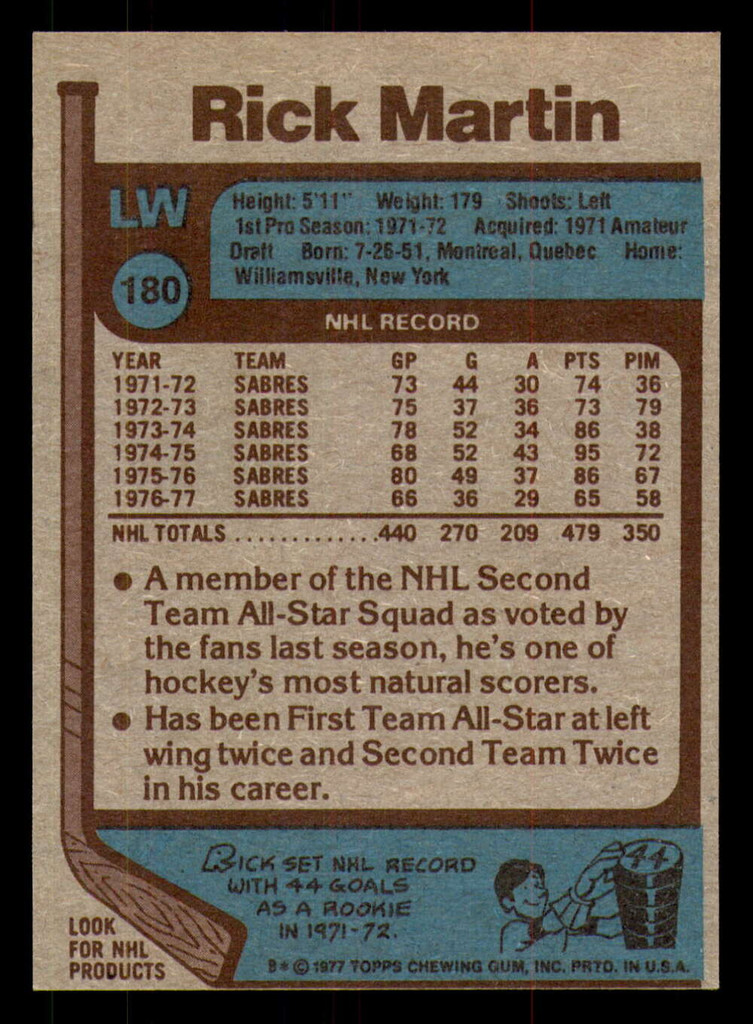 Rick Martin
LW
Height: 5'11" Weight: 179 Shoots: Left
1st Pro Season: 1971-72 Acquired: 1971 Amateur
Draft Born: 7-26-51, Montreal, Quebec Home:
Williamsville, New York
180
NHL RECORD
YEAR TEAM GP G A PTS PIM
1971-72 SABRES 73 44 30 74 36
1972-73 SABRES 75 37 36 73 79
1973-74 SABRES 78 52 34 86 38
1974-75 SABRES 68 52 43 95 72
1975-76 SABRES 80 49 37 86 67
1976-77 SABRES 66 36 29 65 58
NHL TOTALS.............440 270 209 479 350
● A member of the NHL Second
Team All-Star Squad as voted by
the fans last season, he's one of
hockey's most natural scorers.
● Has been First Team All-Star at left
wing twice and Second Team Twice
in his career.
RICK SET NHL RECORD
WITH 44 GOALS
AS A ROOKIE
IN 1971-72.
44
LOOK
FOR NHL
PRODUCTS
B*©1977 TOPPS CHEWING GUM, INC. PRTD. IN U.S.A.